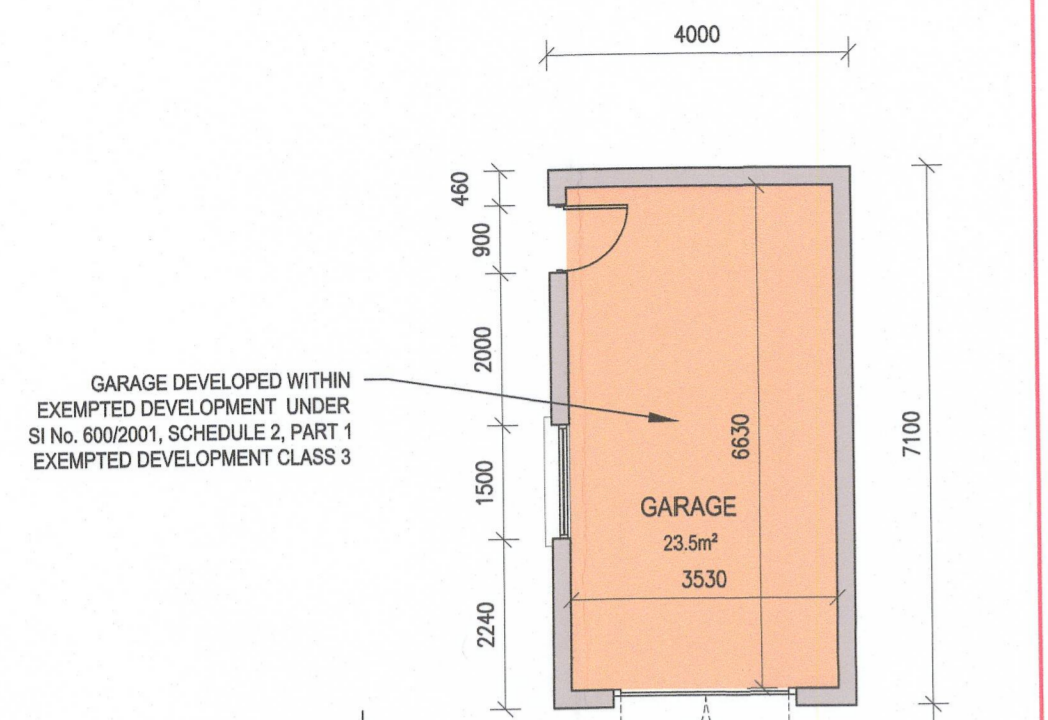 4000
460
900
2000
GARAGE DEVELOPED WITHIN
EXEMPTED DEVELOPMENT UNDER
SI No. 600/2001, SCHEDULE 2, PART 1
EXEMPTED DEVELOPMENT CLASS 3
6630
7100
1500
GARAGE
23.5m²
3530
2240